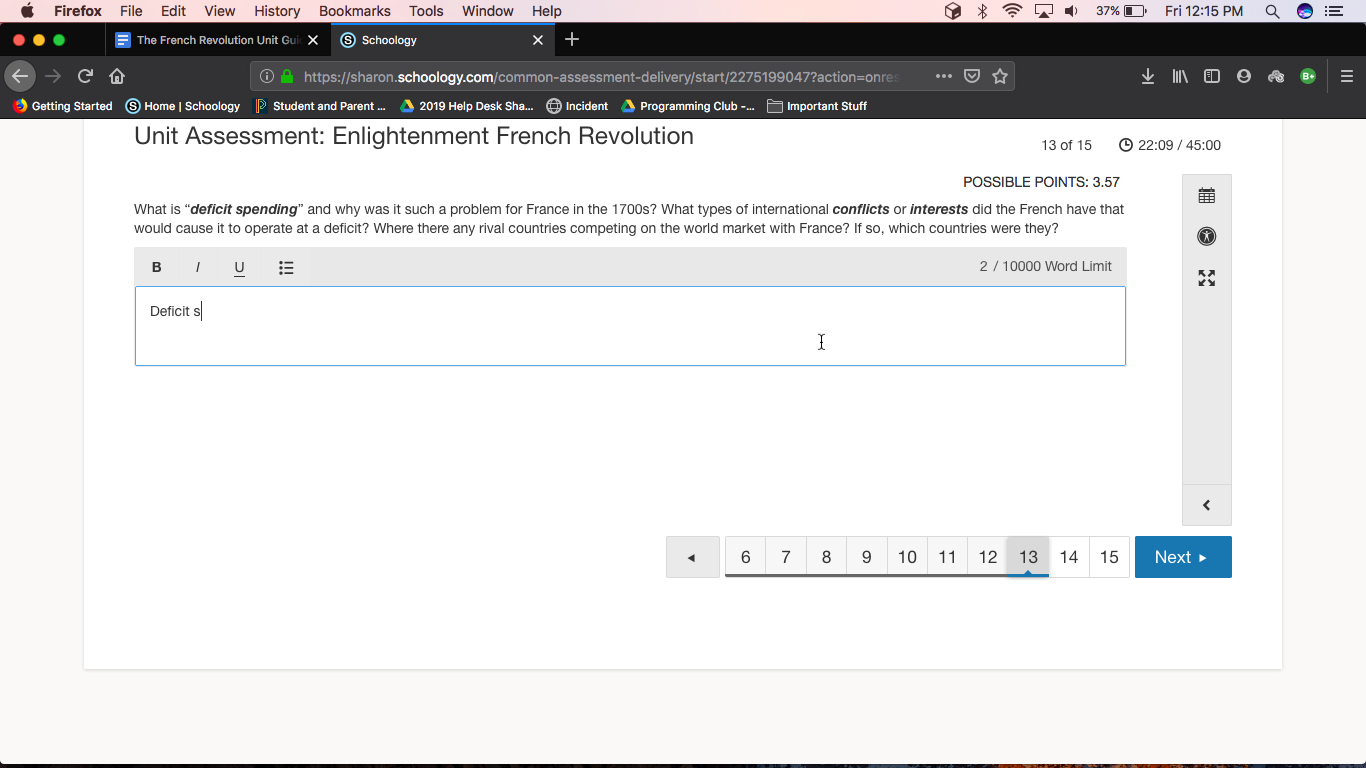 Firefox File Edit View History Bookmarks Tools Window Help 37% Fri 12:15 PM
The French Revolution Unit Gui Schoology
https://sharon.schoology.com/common-assessment-delivery/start/2275199047?action=onres
Getting Started Home | Schoology Student and Parent ... 2019 Help Desk Sha... Incident Programming Club -... Important Stuff
Unit Assessment: Enlightenment French Revolution
13 of 15 22:09 / 45:00
POSSIBLE POINTS: 3.57
What is “deficit spending” and why was it such a problem for France in the 1700s? What types of international conflicts or interests did the French have that
would cause it to operate at a deficit? Where there any rival countries competing on the world market with France? If so, which countries were they?
B I U 2 / 10000 Word Limit
Deficit s
6 7 8 9 10 11 12 13 14 15 Next